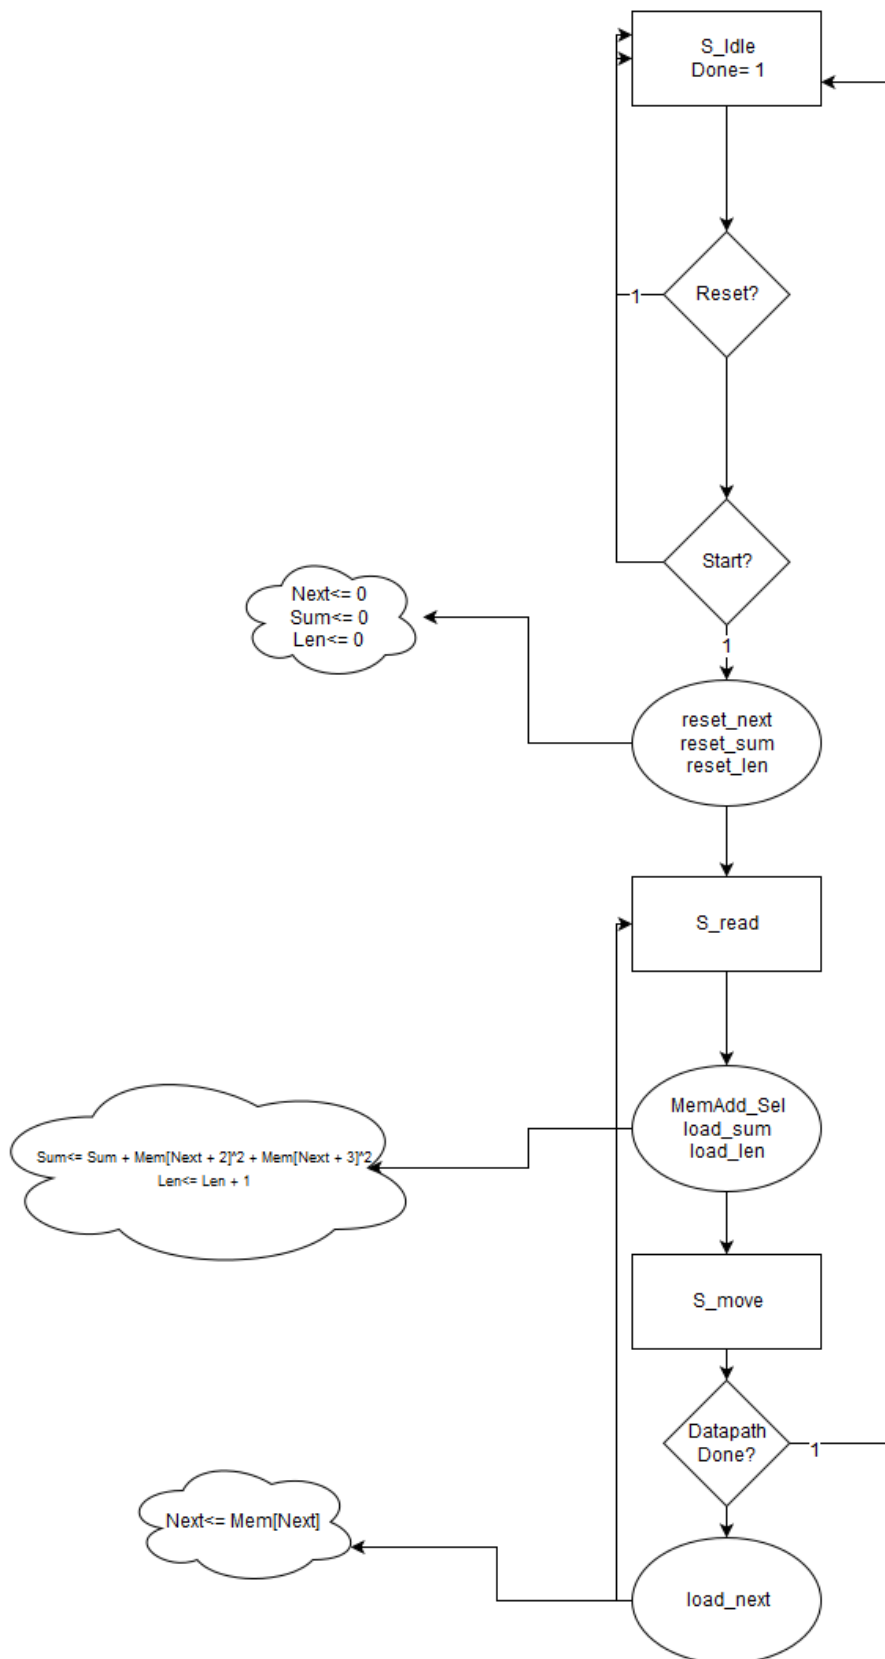 S_Idle
Done= 1
Reset?
1
Start?
1
Next<= 0
Sum<= 0
Len<= 0
reset_next
reset_sum
reset_len
S_read
MemAdd_Sel
load_sum
load_len
Sum<= Sum + Mem[Next + 2]^2 + Mem[Next + 3]^2
Len<= Len + 1
S_move
Datapath
Done?
1
Next<= Mem[Next]
load_next